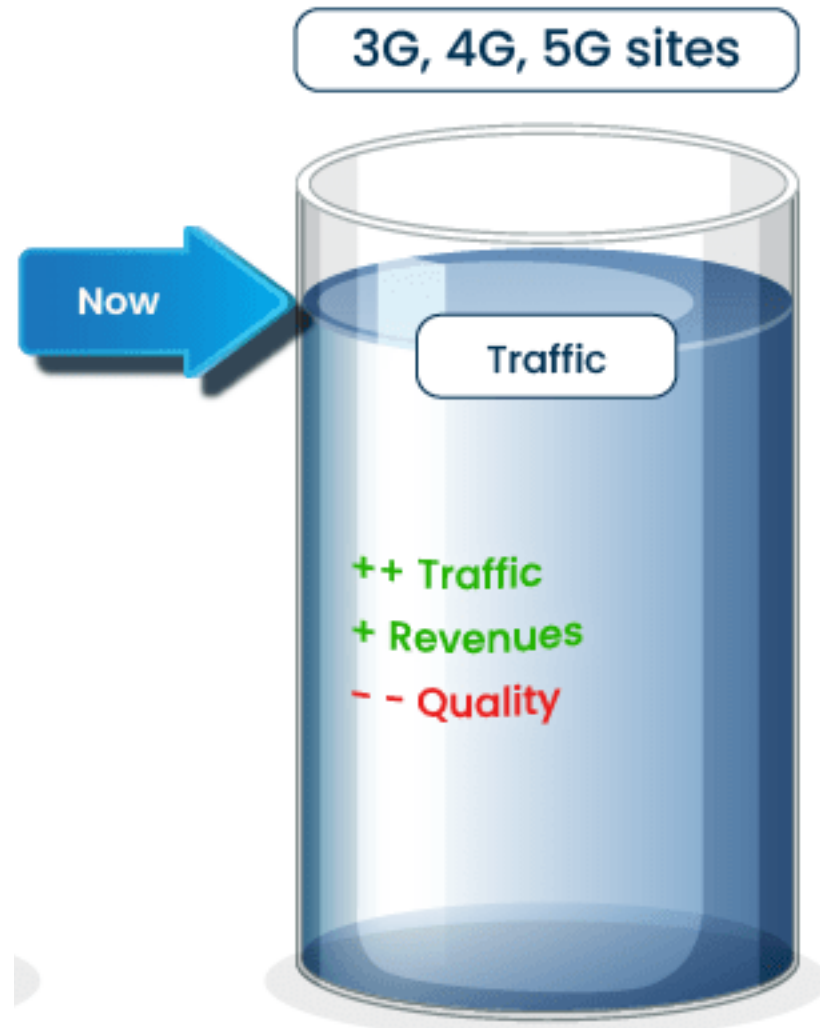 3G, 4G, 5G sites
Now
Traffic
++ Traffic
+ Revenues
- - Quality